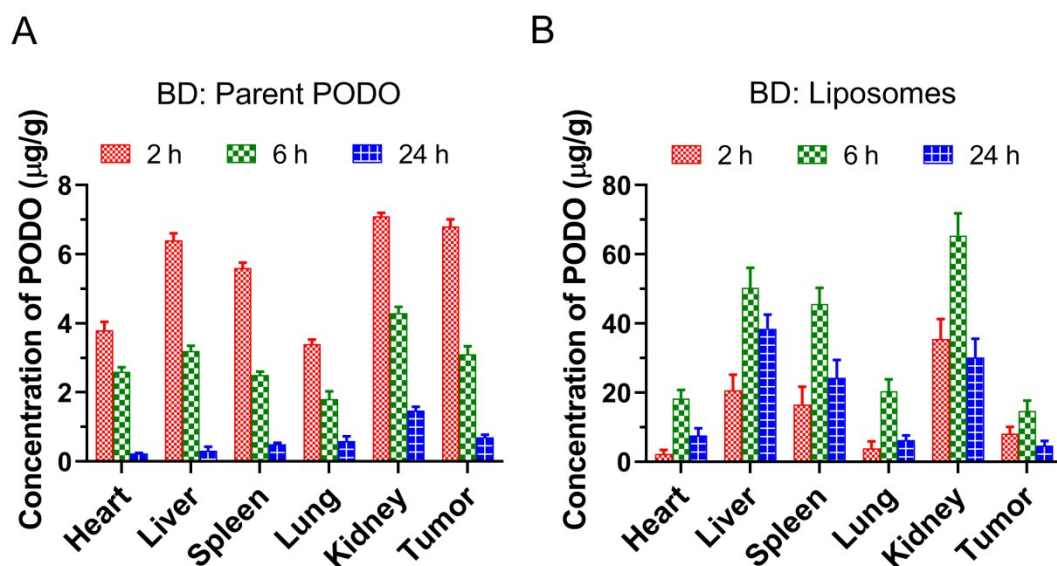 A
BD: Parent PODO
2 h 6 h 24 h
Concentration of PODO (μg/g)
8
6
4
2
0
Heart Liver Spleen Lung Kidney Tumor
B
BD: Liposomes
2 h 6 h 24 h
Concentration of PODO (μg/g)
80
60
40
20
0
Heart Liver Spleen Lung Kidney Tumor